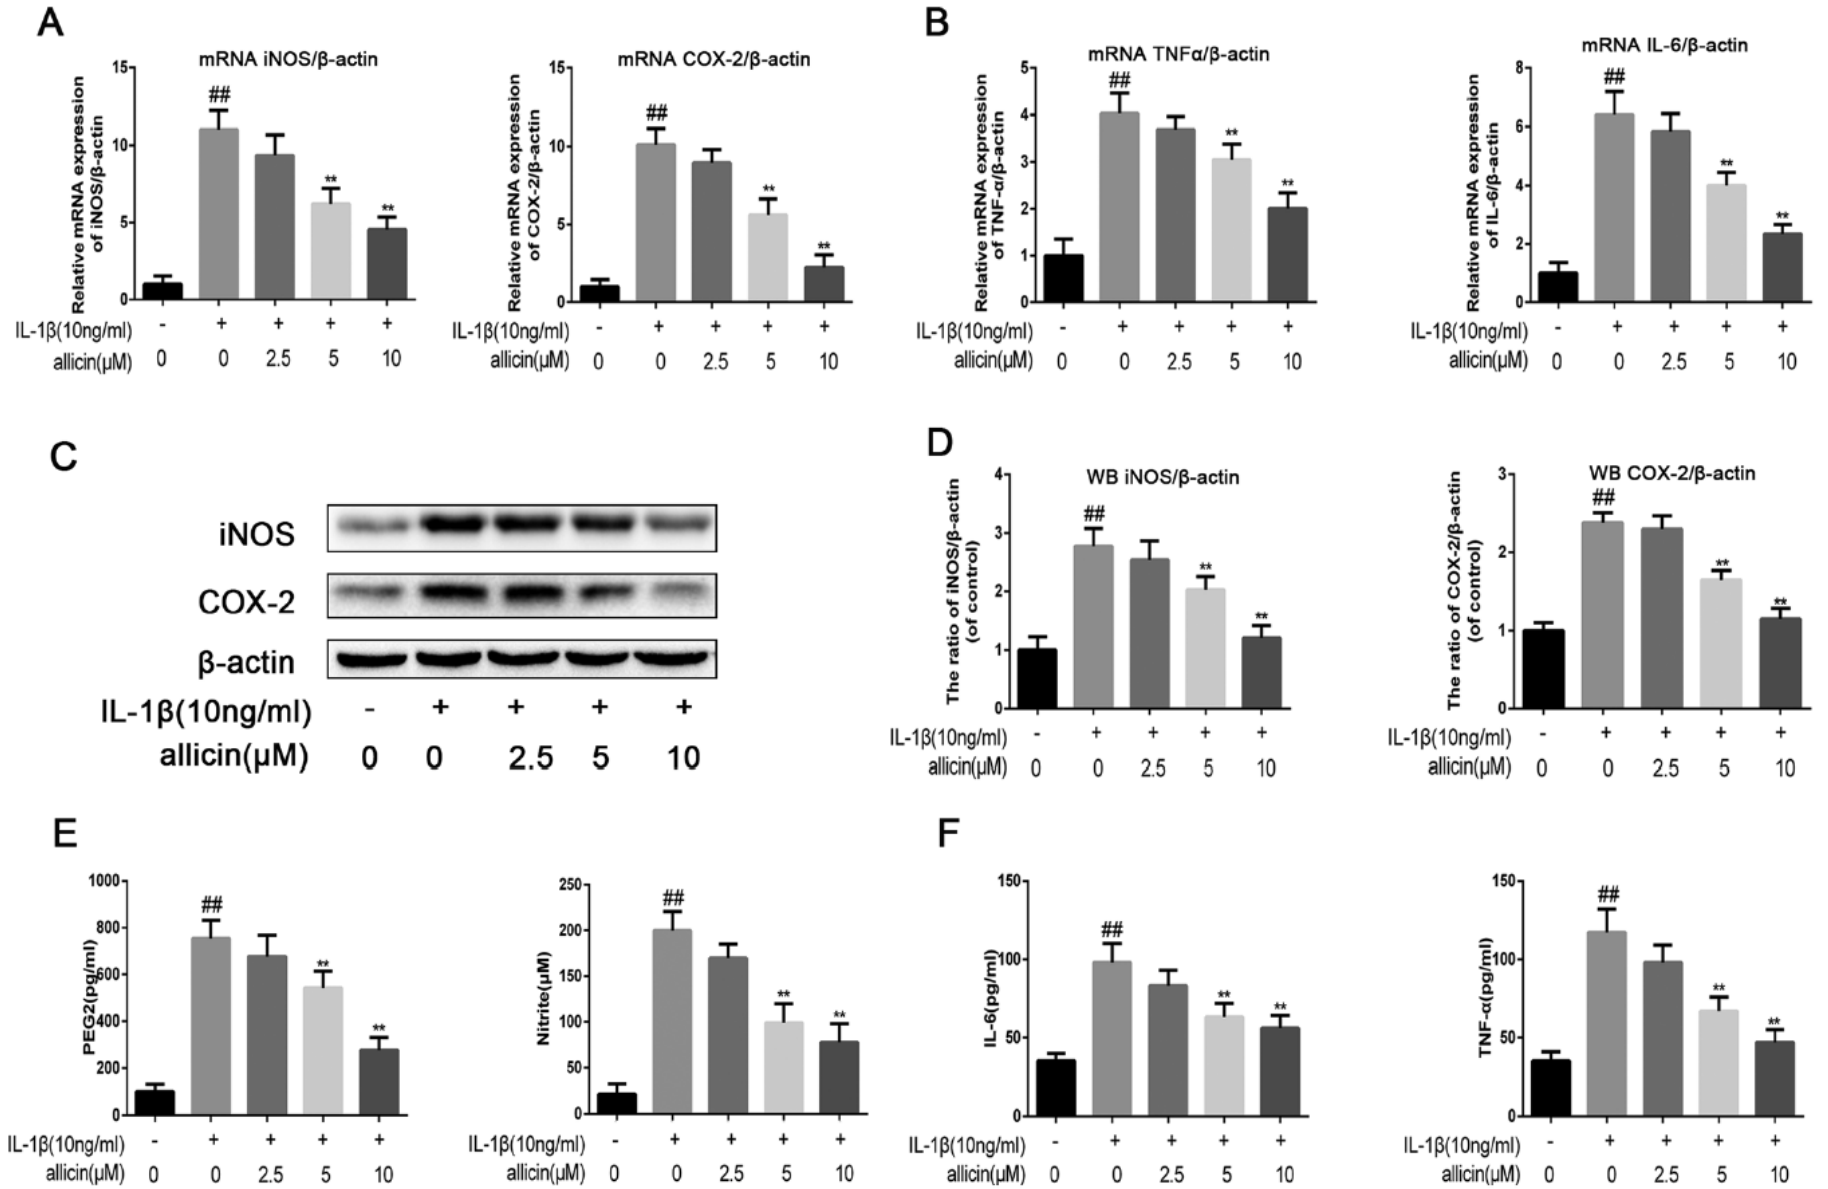 A
mRNA iNOS/β-actin
Relative mRNA expression
of iNOS/β-actin
15
10
5
0
##
**
**
IL-1β(10ng/ml) - + + + +
allicin(μM) 0 0 2.5 5 10
mRNA COX-2/β-actin
Relative mRNA expression
of COX-2/β-actin
15
10
5
0
##
**
**
IL-1β(10ng/ml) - + + + +
allicin(μM) 0 0 2.5 5 10
B
mRNA TNFα/β-actin
Relative mRNA expression
of TNF-α/β-actin
5
4
3
2
1
0
##
**
**
IL-1β(10ng/ml) - + + + +
allicin(μM) 0 0 2.5 5 10
mRNA IL-6/β-actin
Relative mRNA expression
of IL-6/β-actin
8
6
4
2
0
##
**
**
IL-1β(10ng/ml) - + + + +
allicin(μM) 0 0 2.5 5 10
C
iNOS
COX-2
β-actin
IL-1β(10ng/ml) - + + + +
allicin(μM) 0 0 2.5 5 10
D
WB iNOS/β-actin
The ratio of iNOS/β-actin
(of control)
4
3
2
1
0
##
**
**
IL-1β(10ng/ml) - + + + +
allicin(μM) 0 0 2.5 5 10
WB COX-2/β-actin
The ratio of COX-2/β-actin
(of control)
3
2
1
0
##
**
**
IL-1β(10ng/ml) - + + + +
allicin(μM) 0 0 2.5 5 10
E
PEG2(pg/ml)
1000
800
600
400
200
0
##
**
**
IL-1β(10ng/ml) - + + + +
allicin(μM) 0 0 2.5 5 10
Nitrite(μM)
250
200
150
100
50
0
##
**
**
IL-1β(10ng/ml) - + + + +
allicin(μM) 0 0 2.5 5 10
F
IL-6(pg/ml)
150
100
50
0
##
**
**
IL-1β(10ng/ml) - + + + +
allicin(μM) 0 0 2.5 5 10
TNF-α(pg/ml)
150
100
50
0
##
**
**
IL-1β(10ng/ml) - + + + +
allicin(μM) 0 0 2.5 5 10